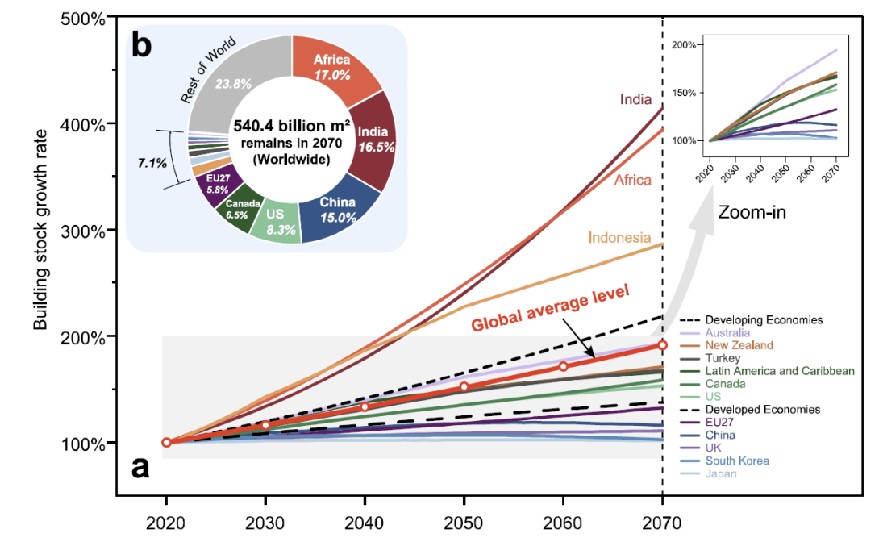 500%
400%
300%
200%
100%
Building stock growth rate
b
Rest of World
23.8%
Africa
17.0%
India
16.5%
China
15.0%
US
8.3%
Canada
6.5%
EU27
5.8%
7.1%
540.4 billion m²
remains in 2070
(Worldwide)
India
Africa
Indonesia
Global average level
a
2020
2030
2040
2050
2060
2070
200%
150%
100%
2020
2030
2040
2050
2060
2070
Zoom-in
Developing Economies
Australia
New Zealand
Turkey
Latin America and Caribbean
Canada
US
Developed Economies
EU27
China
UK
South Korea
Japan